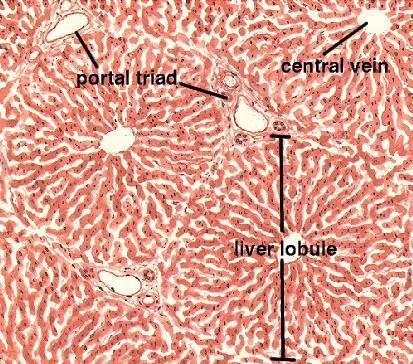 central vein
portal triad
liver lobule